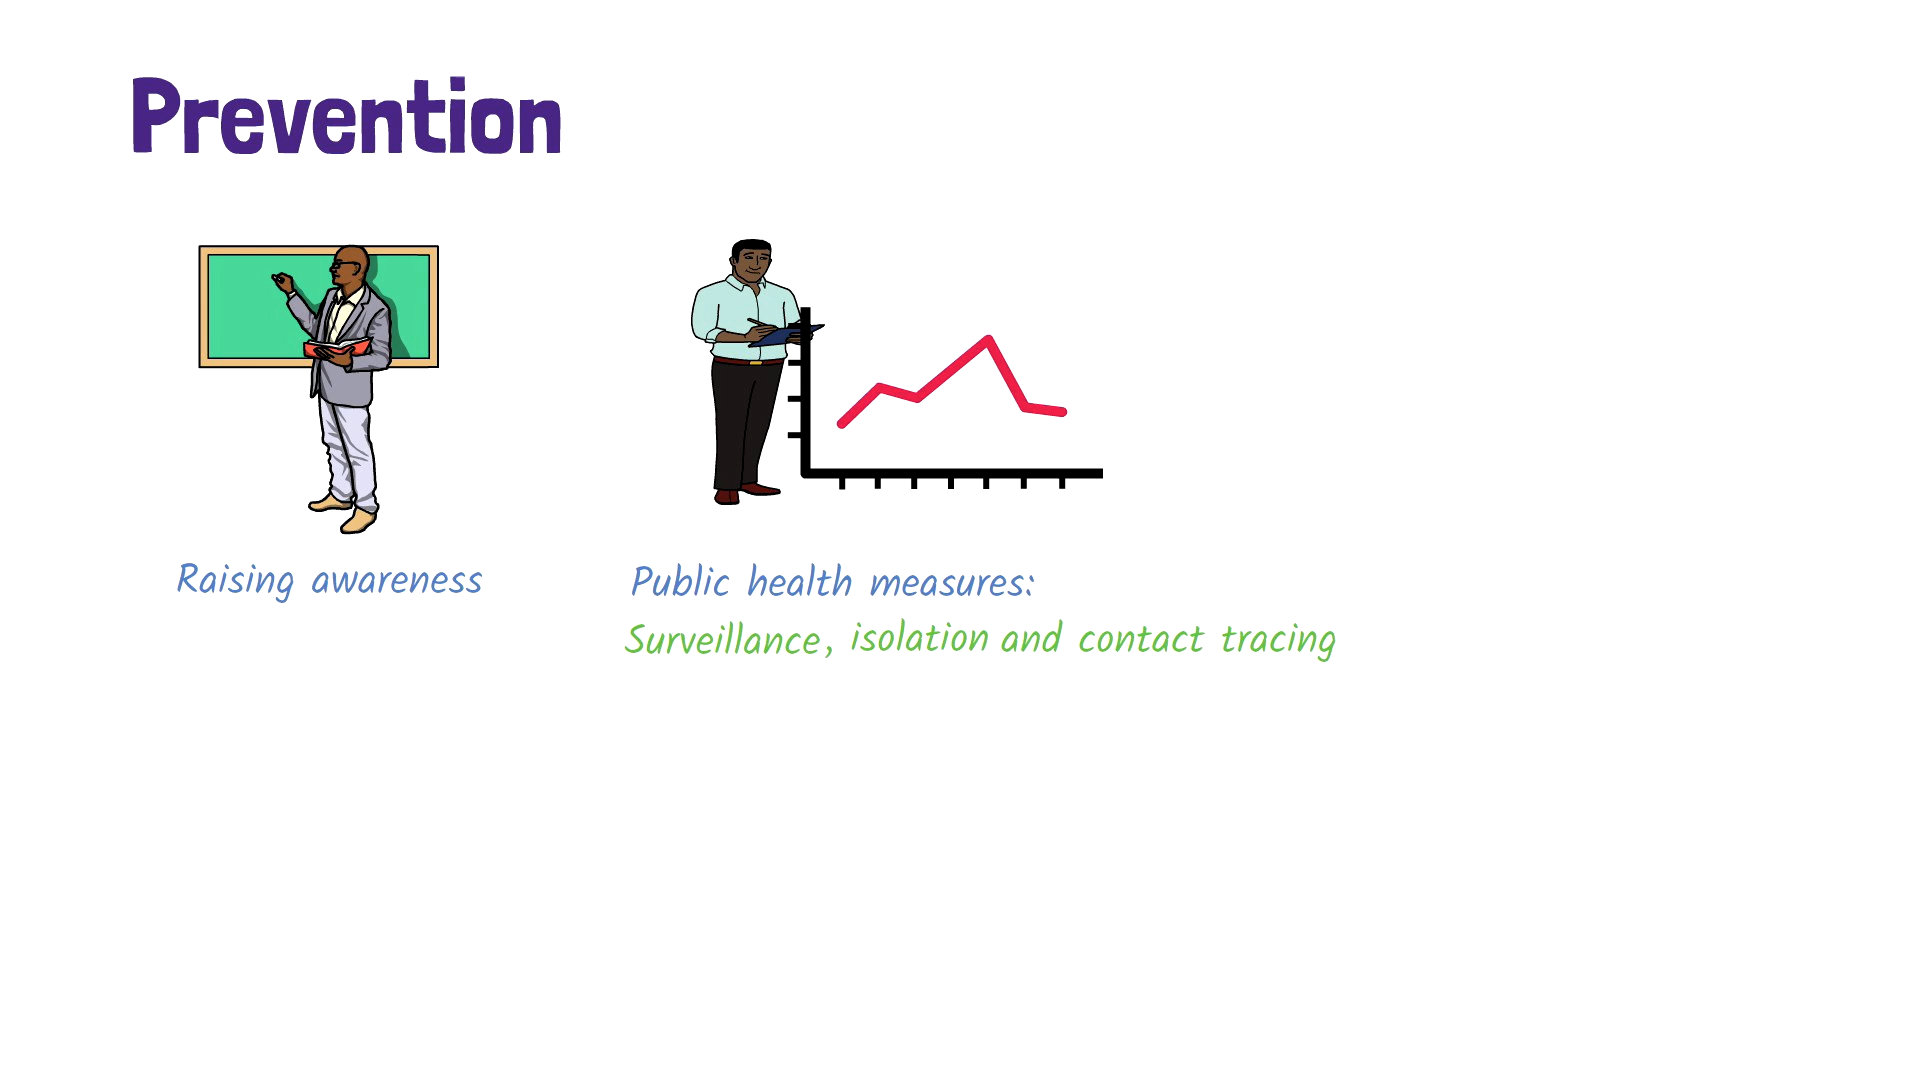 Prevention
Raising awareness
Public health measures:
Surveillance, isolation and contact tracing